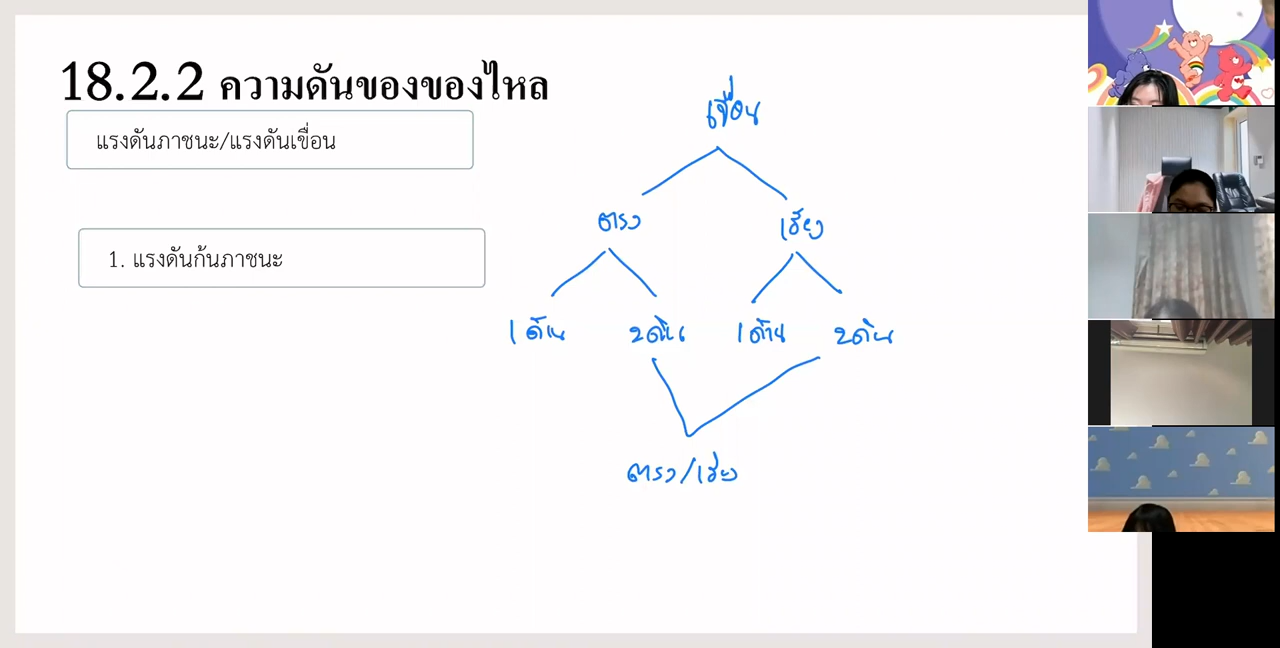 18.2.2 ความดันของของไหล
แรงดันภาชนะ/แรงดันเขื่อน
1. แรงดันก้นภาชนะ
เขื่อน
ตรง
เอียง
1 ด้าน
2 ด้าน
1 ด้าน
2 ด้าน
ตรง/เอียง